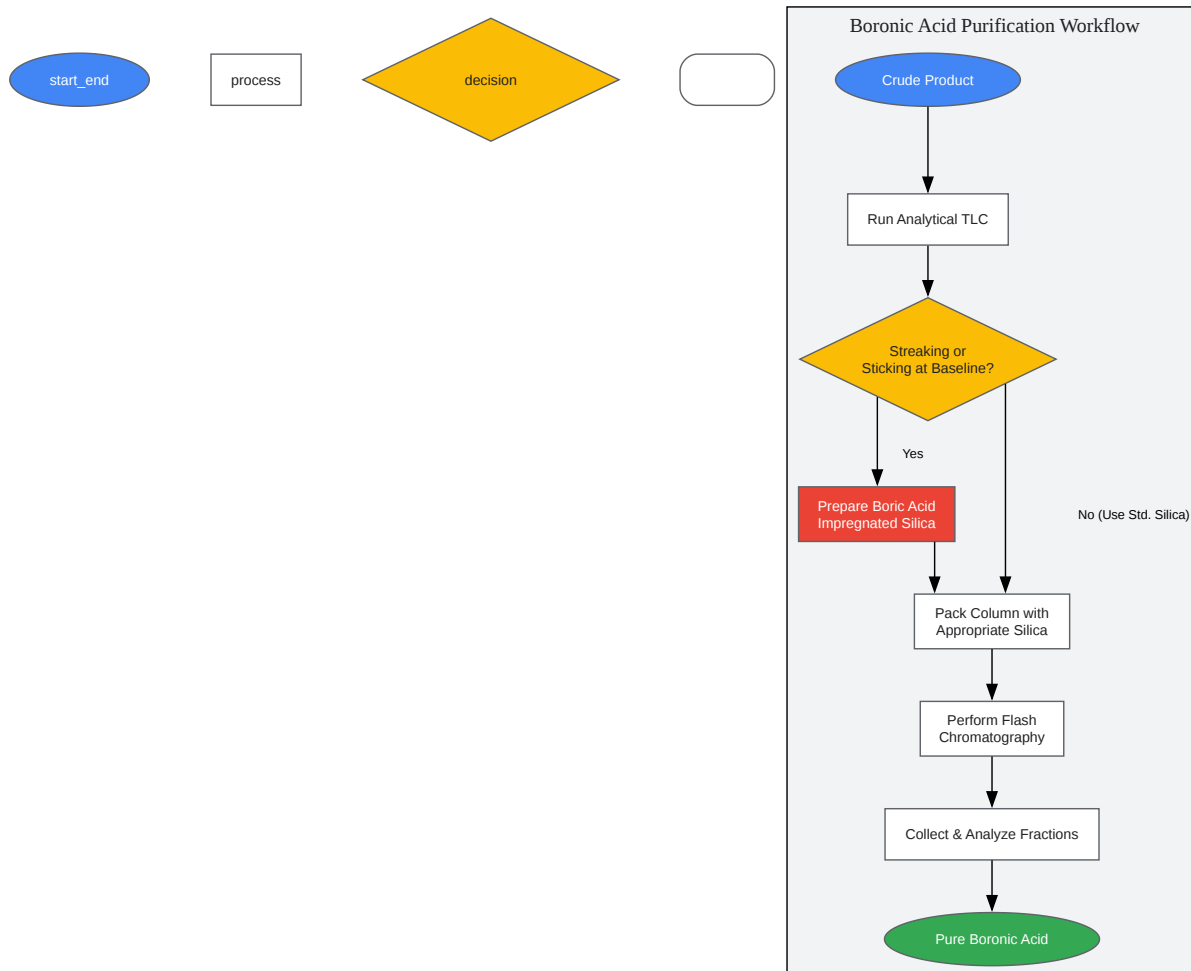 start_end
process
decision
Boronic Acid Purification Workflow
Crude Product
Run Analytical TLC
Streaking or
Sticking at Baseline?
Yes
Prepare Boric Acid
Impregnated Silica
No (Use Std. Silica)
Pack Column with
Appropriate Silica
Perform Flash
Chromatography
Collect & Analyze Fractions
Pure Boronic Acid